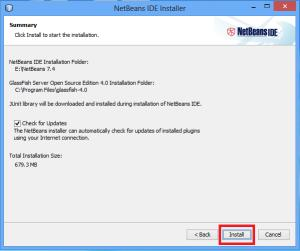 NetBeans IDE Installer
Summary
Click Install to start the installation.
NetBeans IDE
NetBeans IDE Installation Folder:
E:\NetBeans 7.4
GlassFish Server Open Source Edition 4.0 Installation Folder:
C:\Program Files\glassfish-4.0
JUnit library will be downloaded and installed during installation of NetBeans IDE.
Check for Updates
The NetBeans installer can automatically check for updates of installed plugins
using your Internet connection.
Total Installation Size:
679.3 MB
< Back
Install
Cancel